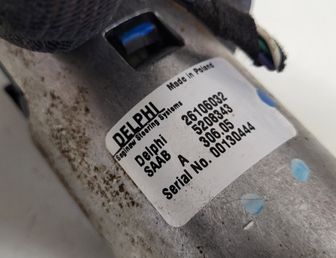 DELPHI Made in Poland
Saginaw Steering Systems
Delphi 26106032
SAAB 5208343
A 306,05
Serial No. 00130444